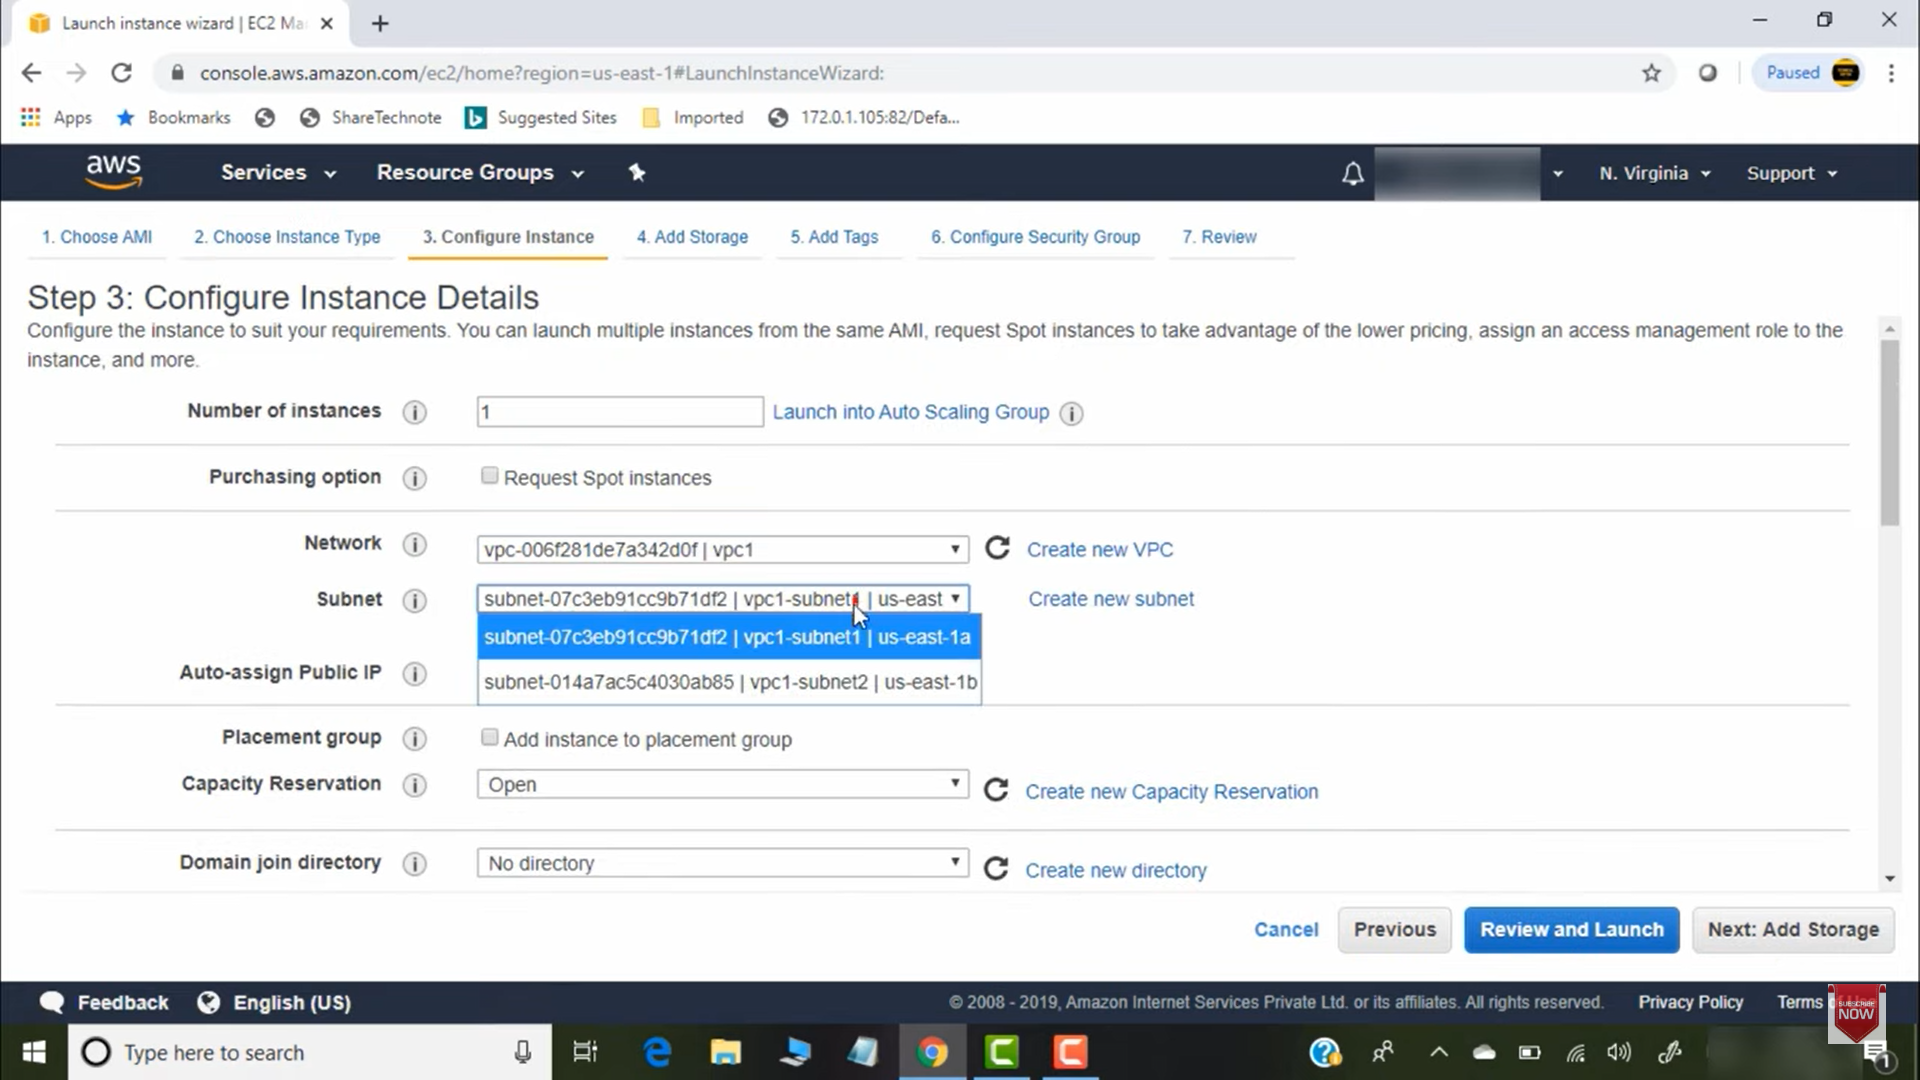 Launch instance wizard | EC2 Ma
console.aws.amazon.com/ec2/home?region=us-east-1#LaunchInstanceWizard:
Paused
Apps
Bookmarks
ShareTechnote
Suggested Sites
Imported
172.0.1.105:82/Defa...
aws
Services
Resource Groups
N. Virginia
Support
1. Choose AMI
2. Choose Instance Type
3. Configure Instance
4. Add Storage
5. Add Tags
6. Configure Security Group
7. Review
Step 3: Configure Instance Details
Configure the instance to suit your requirements. You can launch multiple instances from the same AMI, request Spot instances to take advantage of the lower pricing, assign an access management role to the
instance, and more.
Number of instances
1
Launch into Auto Scaling Group
Purchasing option
Request Spot instances
Network
vpc-006f281de7a342d0f | vpc1
Create new VPC
Subnet
subnet-07c3eb91cc9b71df2 | vpc1-subnet1 | us-east
Create new subnet
subnet-07c3eb91cc9b71df2 | vpc1-subnet1 | us-east-1a
subnet-014a7ac5c4030ab85 | vpc1-subnet2 | us-east-1b
Auto-assign Public IP
Placement group
Add instance to placement group
Capacity Reservation
Open
Create new Capacity Reservation
Domain join directory
No directory
Create new directory
Cancel
Previous
Review and Launch
Next: Add Storage
Feedback
English (US)
© 2008 - 2019, Amazon Internet Services Private Ltd. or its affiliates. All rights reserved.
Privacy Policy
Terms
SUBSCRIBE
NOW
Type here to search
1